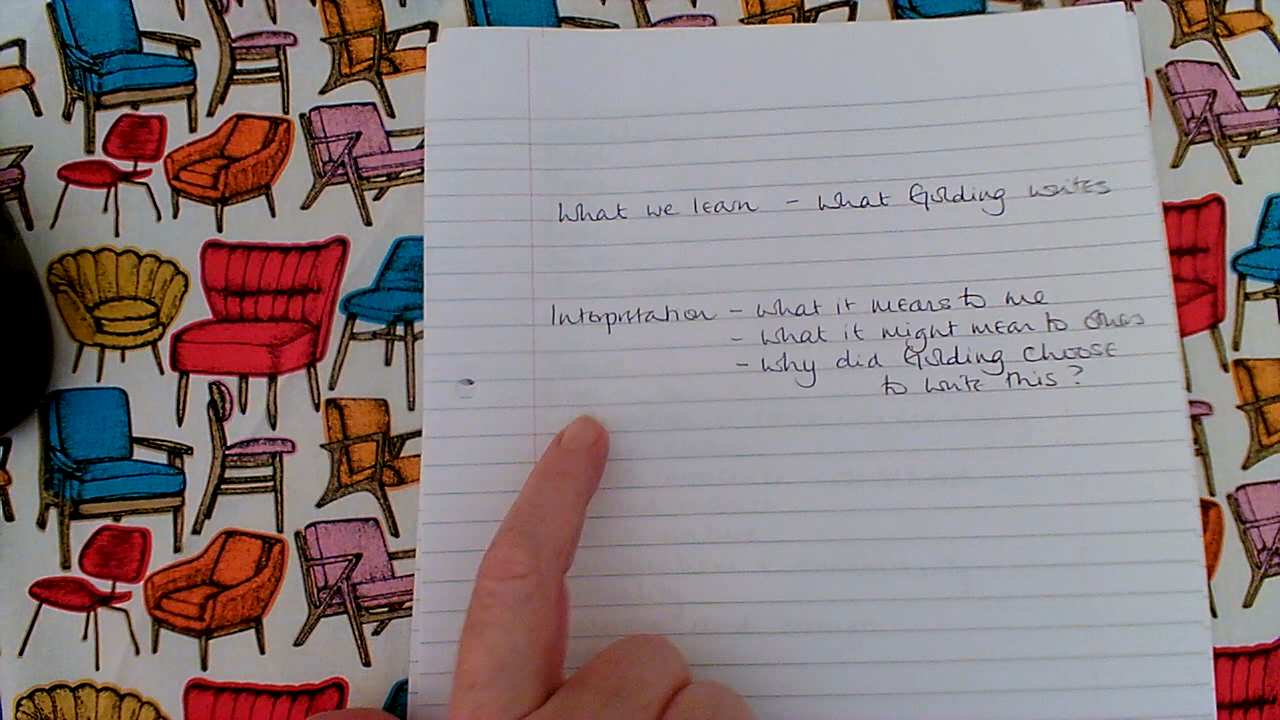 What we learn - what Golding writes
Interpretation - what it means to me
- what it might mean to others
- why did Golding choose
to write this?